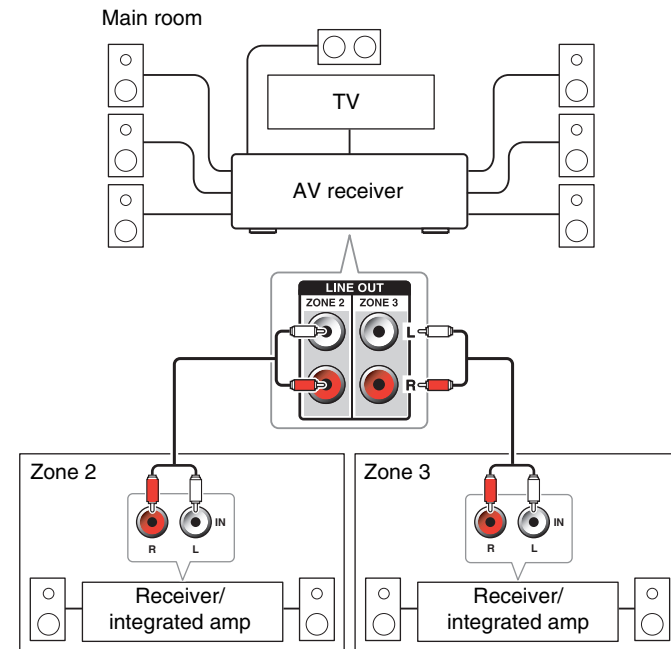 Main room
TV
AV receiver
LINE OUT
ZONE 2 ZONE 3
L
R
Zone 2
IN
R L
Receiver/
integrated amp
Zone 3
IN
R L
Receiver/
integrated amp